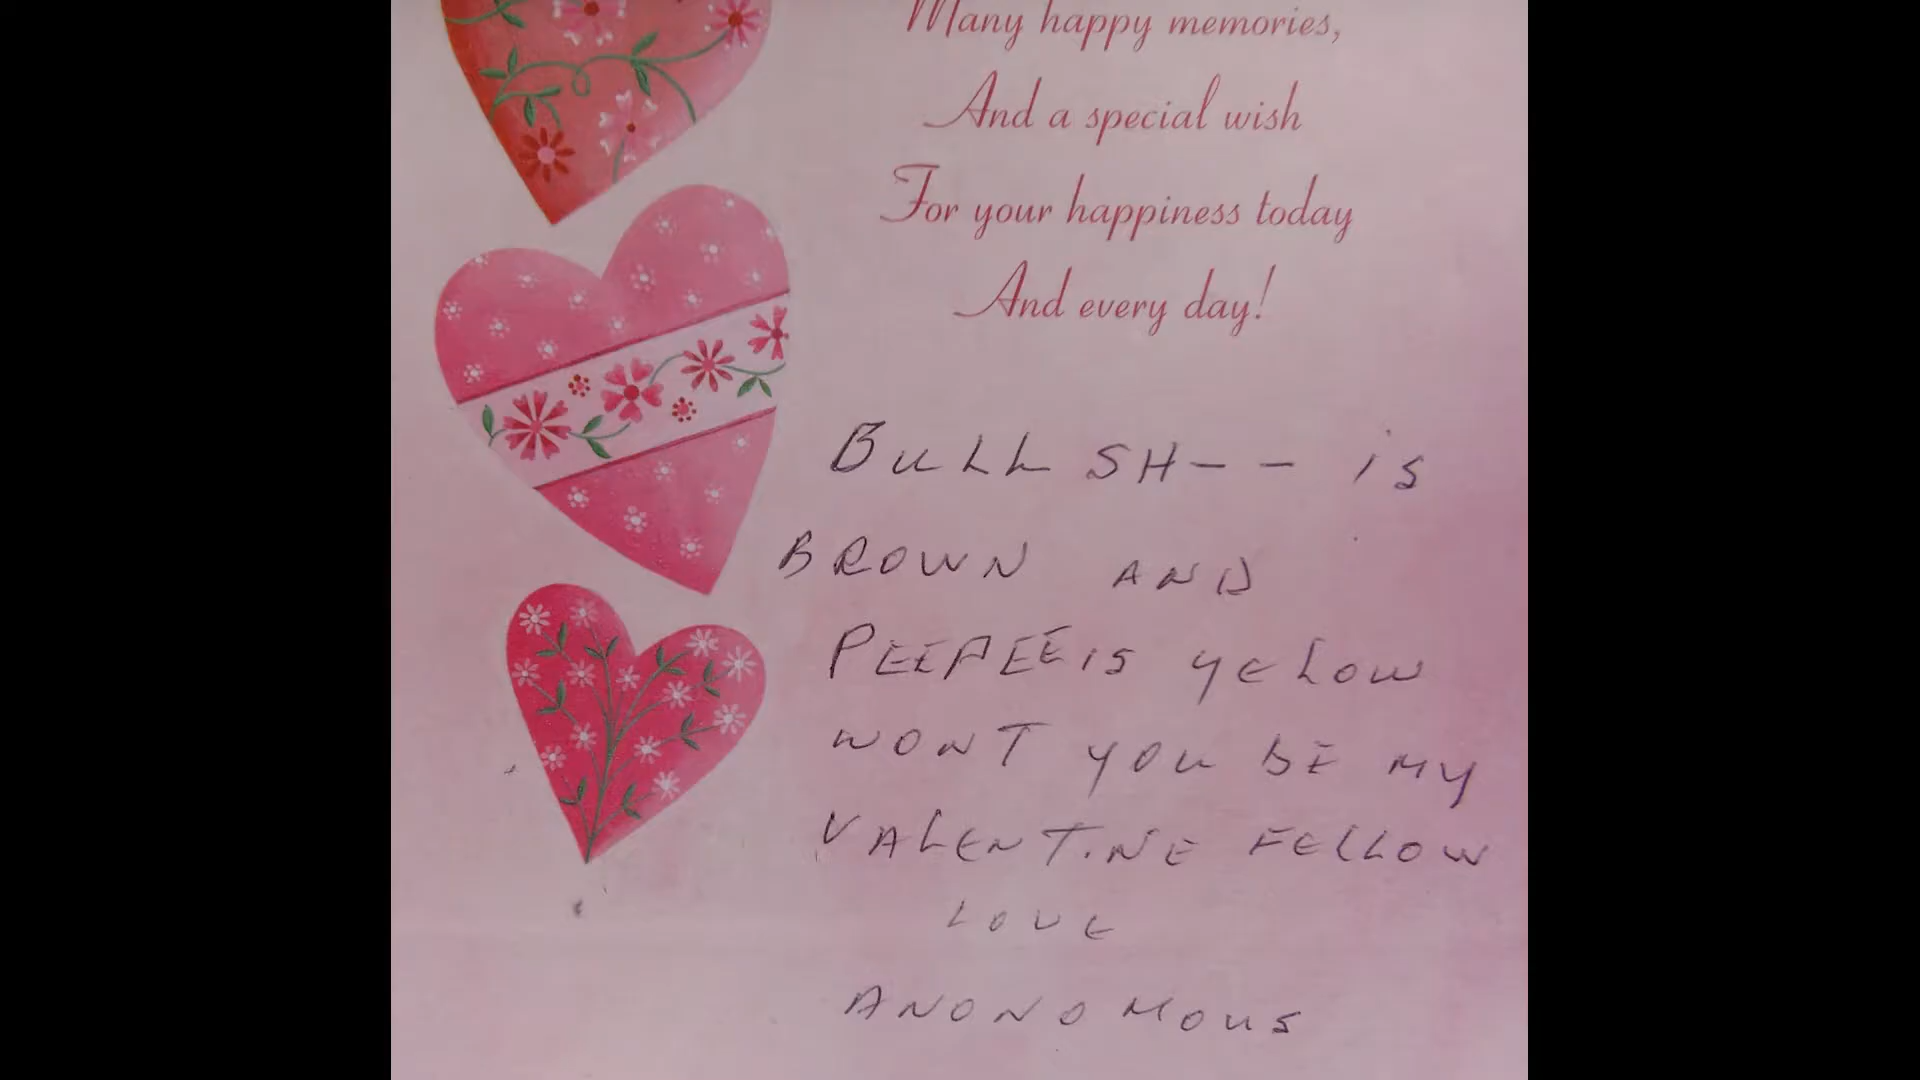 Many happy memories,
And a special wish
For your happiness today
And every day!
BULL SH-- is
BROWN AND
PEEPEE is yeLow
WONT YOU BE MY
VALENTINE FELLOW
LOVE
ANONOMOUS